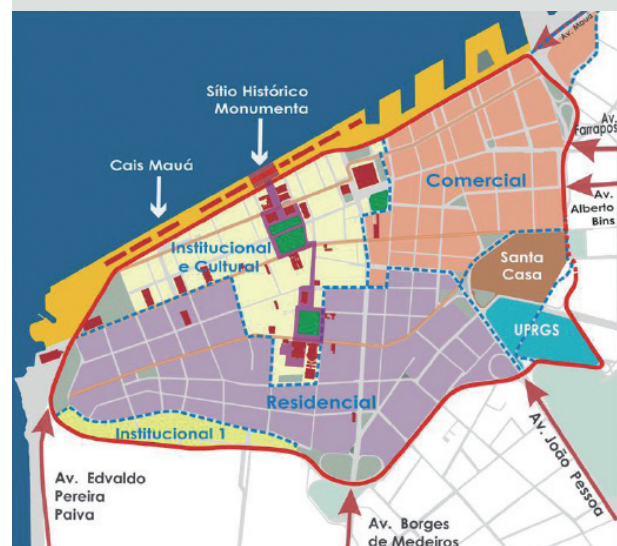 Av. Mauá
Sítio Histórico
Monumenta
Cais Mauá
Av.
Farrapos
Comercial
Av.
Alberto
Bins
Institucional
e Cultural
Santa
Casa
UFRGS
Residencial
Institucional 1
Av. João Pessoa
Av. Edvaldo
Pereira
Paiva
Av. Borges
de Medeiros